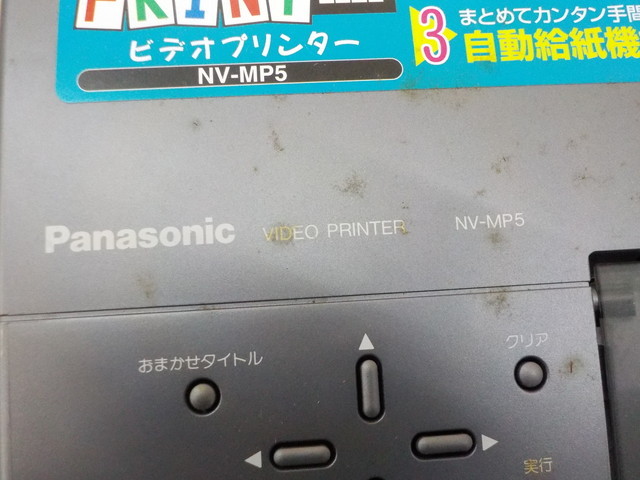 PRINT
ビデオプリンター
NV-MP5
3 まとめてカンタン手間
自動給紙機
Panasonic VIDEO PRINTER NV-MP5
おまかせタイトル
クリア
実行